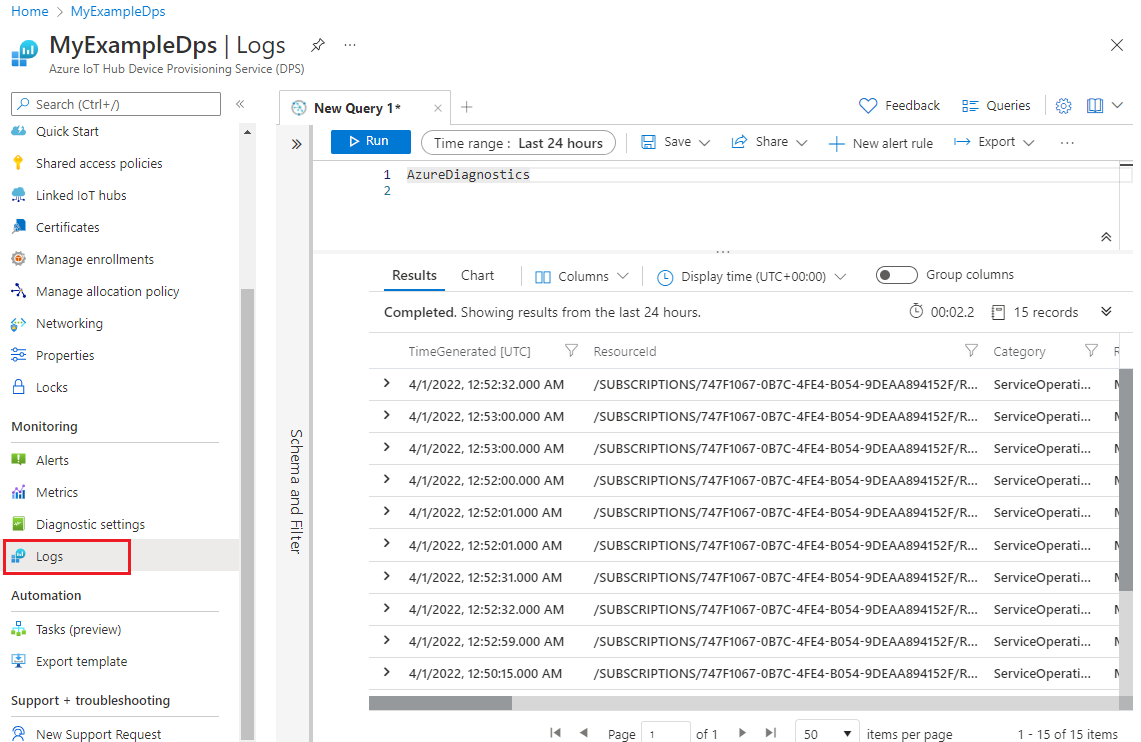 Home > MyExampleDps
MyExampleDps | Logs ...
Azure IoT Hub Device Provisioning Service (DPS)
Search (Ctrl+/)
«
Quick Start
Shared access policies
Linked IoT hubs
Certificates
Manage enrollments
Manage allocation policy
Networking
Properties
Locks
Monitoring
Alerts
Metrics
Diagnostic settings
Logs
Automation
Tasks (preview)
Export template
Support + troubleshooting
New Support Request
New Query 1*
Feedback Queries
Run Time range : Last 24 hours Save Share New alert rule Export ...
1 AzureDiagnostics
2
Schema and Filter
Results Chart Columns Display time (UTC+00:00) Group columns
Completed. Showing results from the last 24 hours. 00:02.2 15 records
TimeGenerated [UTC] ResourceId Category R
4/1/2022, 12:52:32.000 AM /SUBSCRIPTIONS/747F1067-0B7C-4FE4-B054-9DEAA894152F/R... ServiceOperati... M
4/1/2022, 12:53:00.000 AM /SUBSCRIPTIONS/747F1067-0B7C-4FE4-B054-9DEAA894152F/R... ServiceOperati... M
4/1/2022, 12:53:00.000 AM /SUBSCRIPTIONS/747F1067-0B7C-4FE4-B054-9DEAA894152F/R... ServiceOperati... M
4/1/2022, 12:52:00.000 AM /SUBSCRIPTIONS/747F1067-0B7C-4FE4-B054-9DEAA894152F/R... ServiceOperati... M
4/1/2022, 12:52:01.000 AM /SUBSCRIPTIONS/747F1067-0B7C-4FE4-B054-9DEAA894152F/R... ServiceOperati... M
4/1/2022, 12:52:01.000 AM /SUBSCRIPTIONS/747F1067-0B7C-4FE4-B054-9DEAA894152F/R... ServiceOperati... M
4/1/2022, 12:52:31.000 AM /SUBSCRIPTIONS/747F1067-0B7C-4FE4-B054-9DEAA894152F/R... ServiceOperati... M
4/1/2022, 12:52:32.000 AM /SUBSCRIPTIONS/747F1067-0B7C-4FE4-B054-9DEAA894152F/R... ServiceOperati... M
4/1/2022, 12:52:59.000 AM /SUBSCRIPTIONS/747F1067-0B7C-4FE4-B054-9DEAA894152F/R... ServiceOperati... M
4/1/2022, 12:50:15.000 AM /SUBSCRIPTIONS/747F1067-0B7C-4FE4-B054-9DEAA894152F/R... ServiceOperati... M
Page 1 of 1 50 items per page 1 - 15 of 15 items